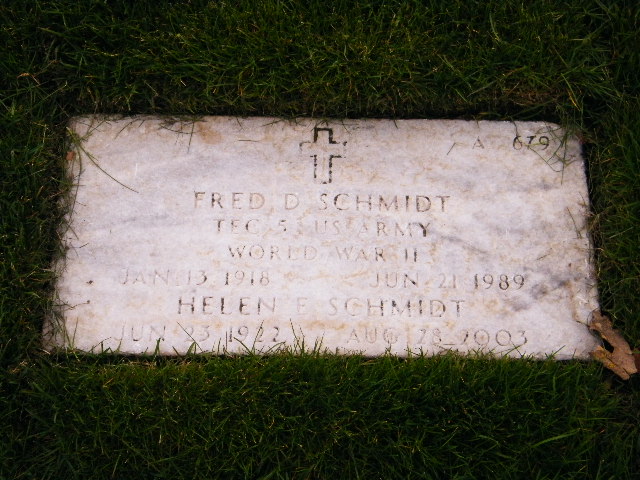 A 679
FRED D SCHMIDT
TEC 5 US ARMY
WORLD WAR II
JAN 13 1918 JUN 21 1989
HELEN E SCHMIDT
JUN 23 1922 AUG 28 2003